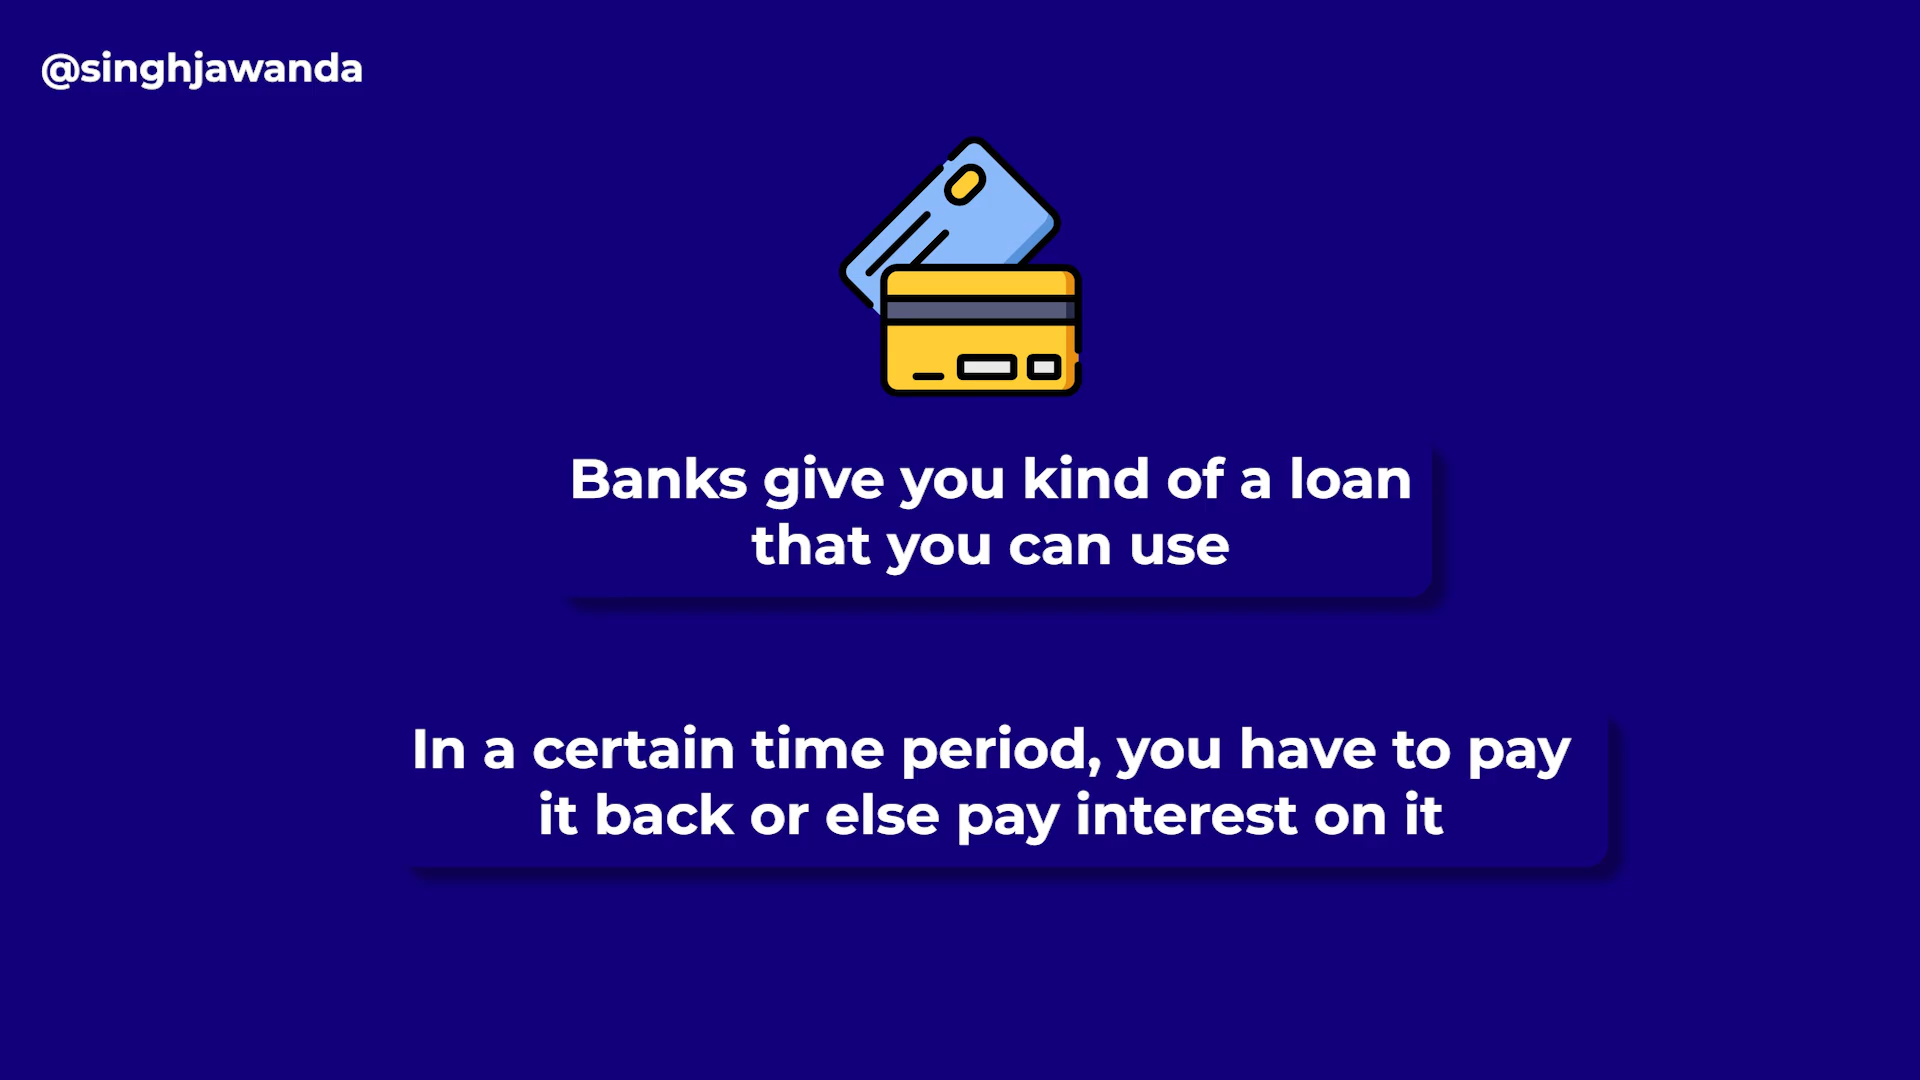 @singhjawanda
Banks give you kind of a loan
that you can use
In a certain time period, you have to pay
it back or else pay interest on it